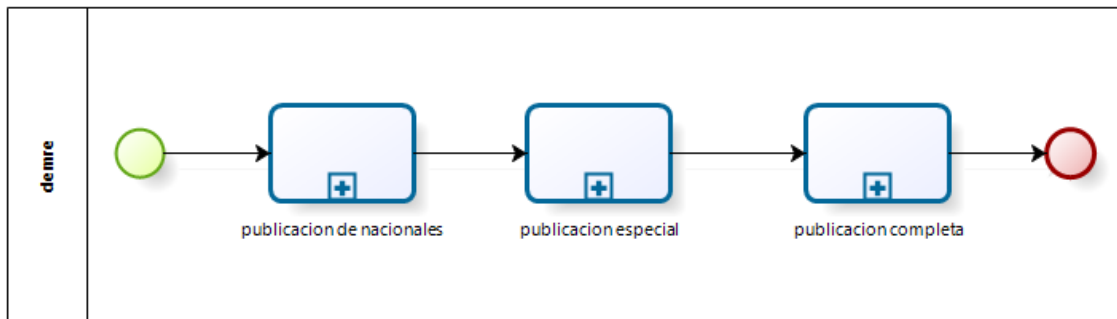 demre
publicacion de nacionales
publicacion especial
publicacion completa